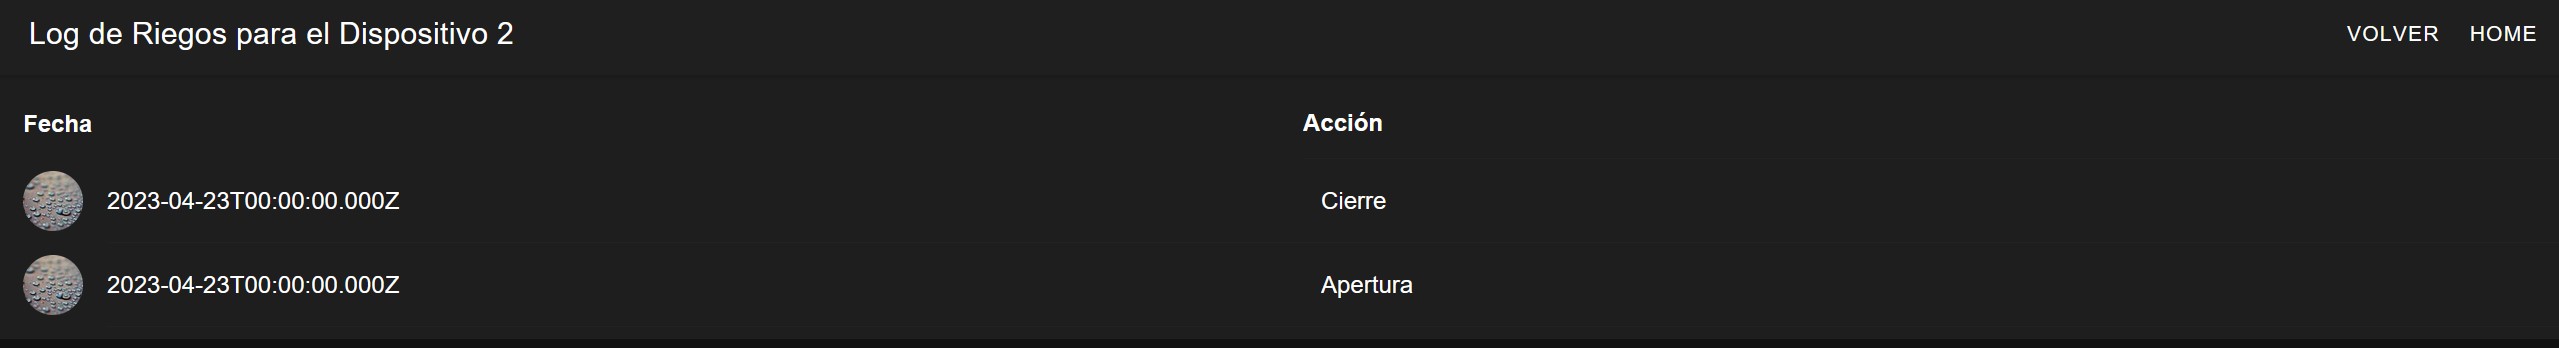 Log de Riegos para el Dispositivo 2 VOLVER HOME
Fecha Acción
2023-04-23T00:00:00.000Z Cierre
2023-04-23T00:00:00.000Z Apertura